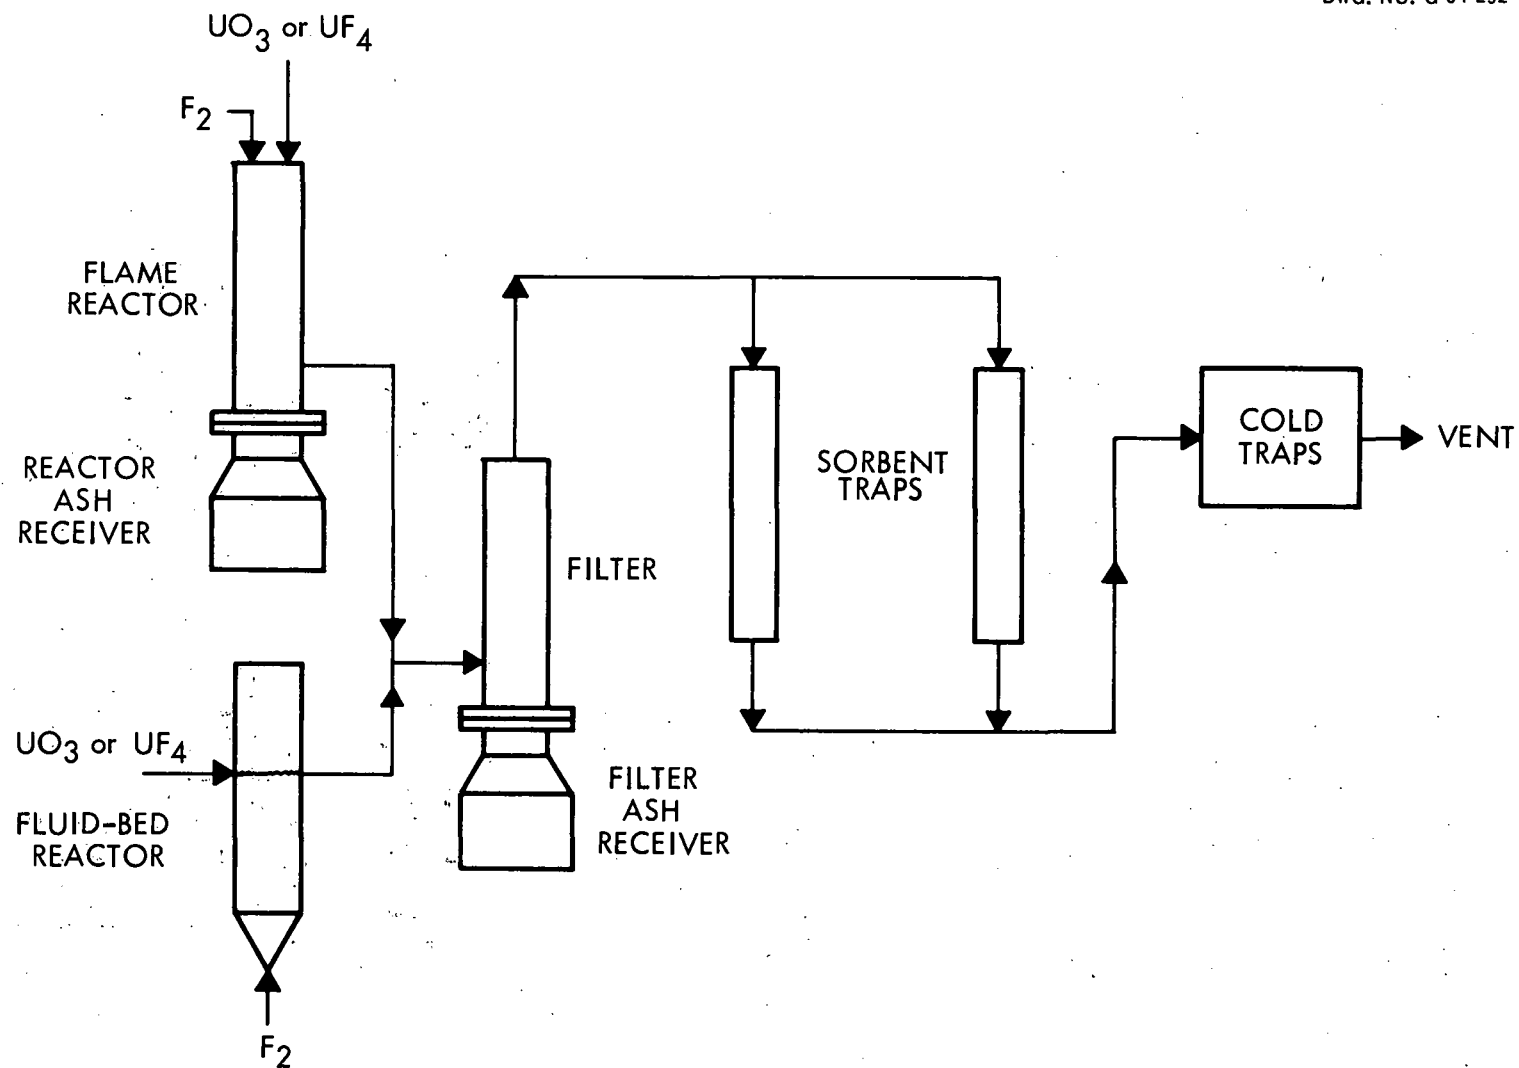 UO3 or UF4
F2
FLAME
REACTOR
REACTOR
ASH
RECEIVER
UO3 or UF4
FLUID-BED
REACTOR
F2
FILTER
FILTER
ASH
RECEIVER
SORBENT
TRAPS
COLD
TRAPS
VENT